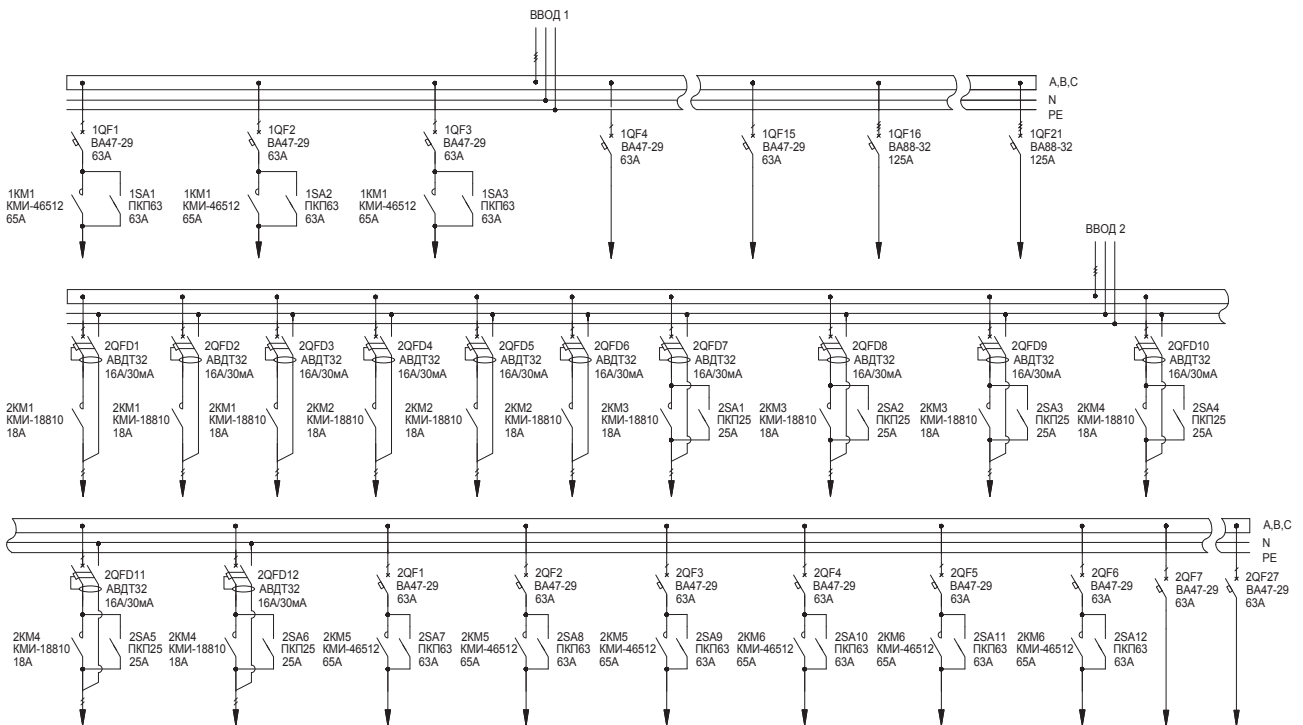 ВВОД 1
A,B,C
N
PE
1QF1
ВА47-29
63А
1QF2
ВА47-29
63А
1QF3
ВА47-29
63А
1QF4
ВА47-29
63А
1QF15
ВА47-29
63А
1QF16
ВА88-32
125А
1QF21
ВА88-32
125А
1КМ1
КМИ-46512
65А
1SA1
ПКП63
63А
1КМ1
КМИ-46512
65А
1SA2
ПКП63
63А
1КМ1
КМИ-46512
65А
1SA3
ПКП63
63А
ВВОД 2
2QFD1
АВДТ32
16А/30мА
2QFD2
АВДТ32
16А/30мА
2QFD3
АВДТ32
16А/30мА
2QFD4
АВДТ32
16А/30мА
2QFD5
АВДТ32
16А/30мА
2QFD6
АВДТ32
16А/30мА
2QFD7
АВДТ32
16А/30мА
2QFD8
АВДТ32
16А/30мА
2QFD9
АВДТ32
16А/30мА
2QFD10
АВДТ32
16А/30мА
2КМ1
КМИ-18810
18А
2КМ1
КМИ-18810
18А
2КМ1
КМИ-18810
18А
2КМ2
КМИ-18810
18А
2КМ2
КМИ-18810
18А
2КМ2
КМИ-18810
18А
2КМ3
КМИ-18810
18А
2SA1
ПКП25
25А
2КМ3
КМИ-18810
18А
2SA2
ПКП25
25А
2КМ3
КМИ-18810
18А
2SA3
ПКП25
25А
2КМ4
КМИ-18810
18А
2SA4
ПКП25
25А
A,B,C
N
PE
2QFD11
АВДТ32
16А/30мА
2QFD12
АВДТ32
16А/30мА
2QF1
ВА47-29
63А
2QF2
ВА47-29
63А
2QF3
ВА47-29
63А
2QF4
ВА47-29
63А
2QF5
ВА47-29
63А
2QF6
ВА47-29
63А
2QF7
ВА47-29
63А
2QF27
ВА47-29
63А
2КМ4
КМИ-18810
18А
2SA5
ПКП25
25А
2КМ4
КМИ-18810
18А
2SA6
ПКП25
25А
2КМ5
КМИ-46512
65А
2SA7
ПКП63
63А
2КМ5
КМИ-46512
65А
2SA8
ПКП63
63А
2КМ5
КМИ-46512
65А
2SA9
ПКП63
63А
2КМ6
КМИ-46512
65А
2SA10
ПКП63
63А
2КМ6
КМИ-46512
65А
2SA11
ПКП63
63А
2КМ6
КМИ-46512
65А
2SA12
ПКП63
63А